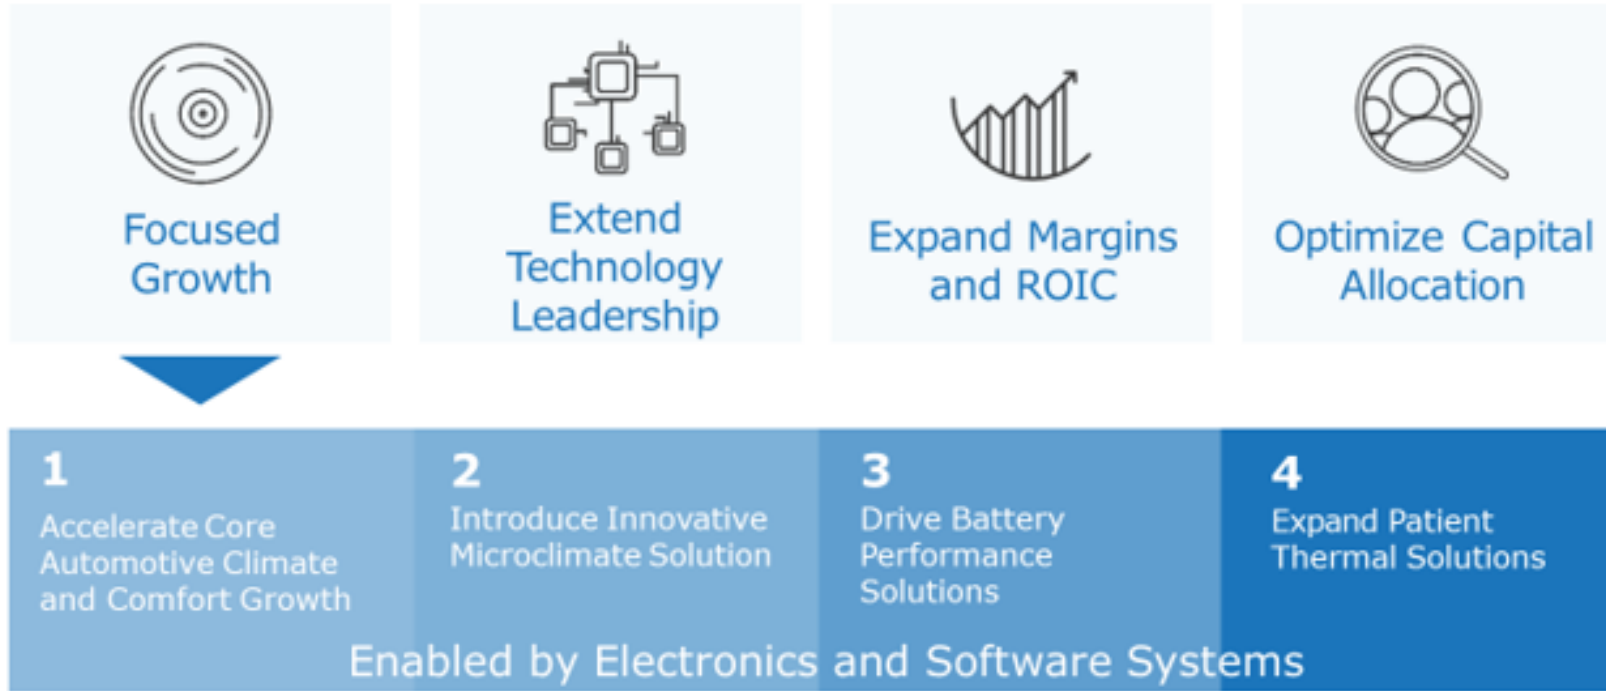 Focused
Growth
Extend
Technology
Leadership
Expand Margins
and ROIC
Optimize Capital
Allocation
1
Accelerate Core
Automotive Climate
and Comfort Growth
2
Introduce Innovative
Microclimate Solution
3
Drive Battery
Performance
Solutions
4
Expand Patient
Thermal Solutions
Enabled by Electronics and Software Systems